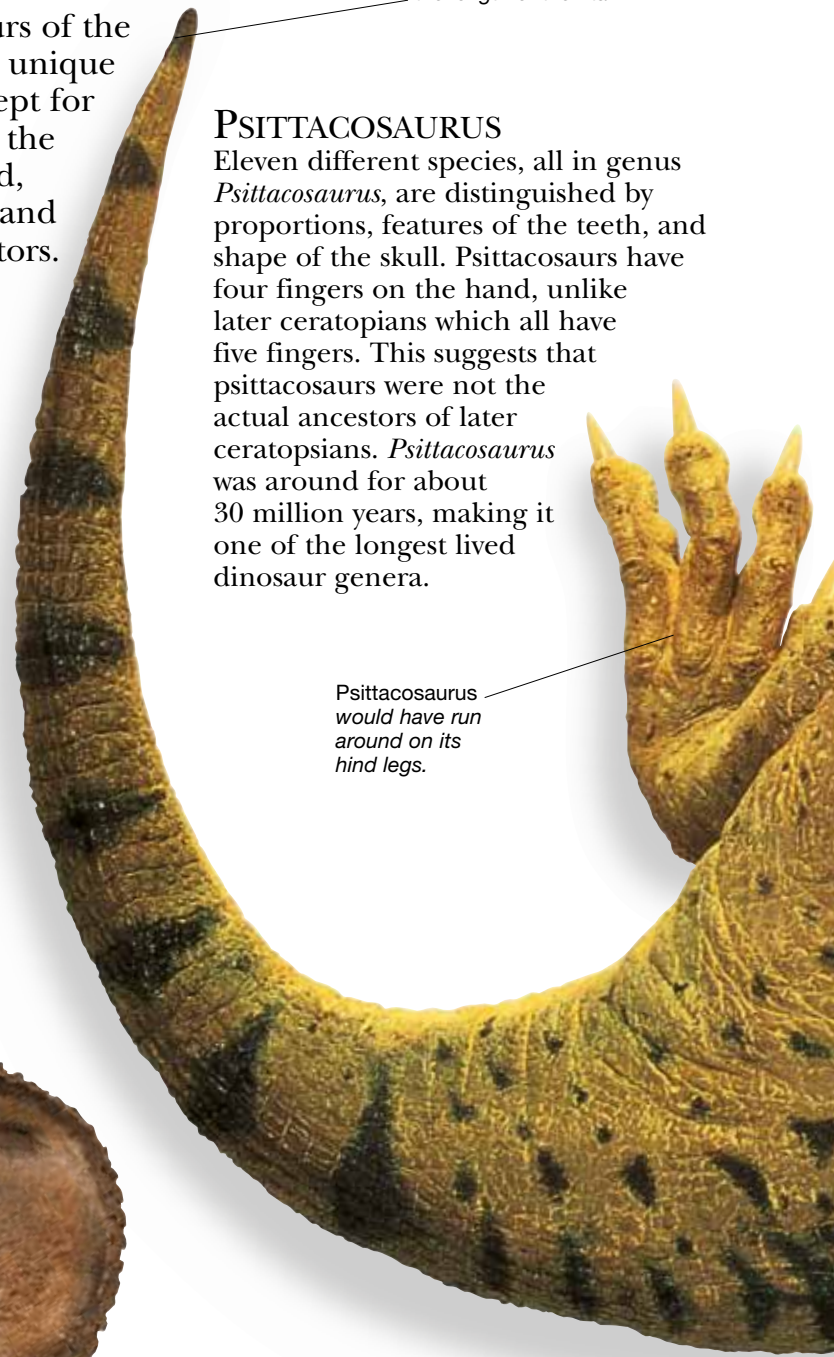 urs of the
unique
ept for
the
d,
and
tors.
PSITTACOSAURUS
Eleven different species, all in genus
Psittacosaurus, are distinguished by
proportions, features of the teeth, and
shape of the skull. Psittacosaurs have
four fingers on the hand, unlike
later ceratopians which all have
five fingers. This suggests that
psittacosaurs were not the
actual ancestors of later
ceratopsians. Psittacosaurus
was around for about
30 million years, making it
one of the longest lived
dinosaur genera.
Psittacosaurus
would have run
around on its
hind legs.